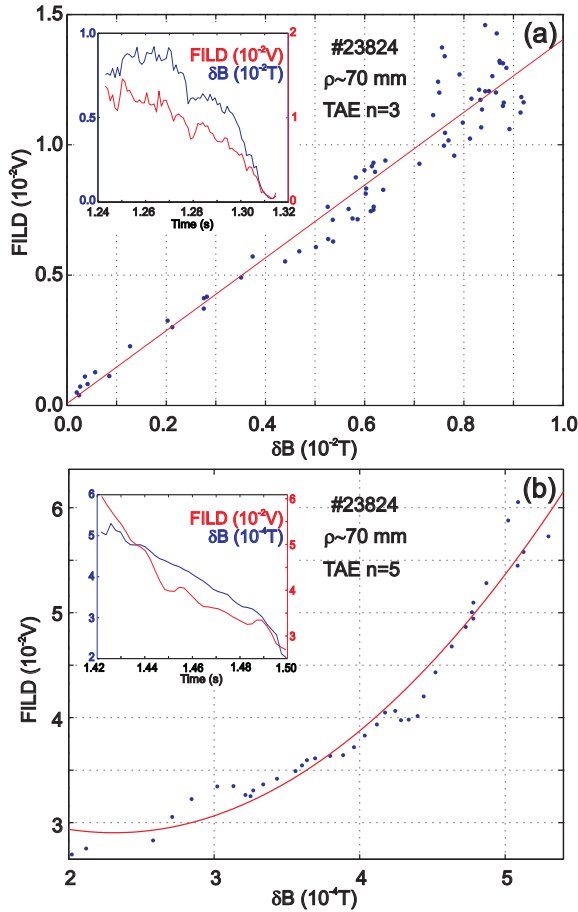 (a)
#23824
ρ~70 mm
TAE n=3
FILD (10⁻²V)
δB (10⁻²T)
1.0
0.5
0.0
2
1
0
1.24 1.26 1.28 1.30 1.32
Time (s)
1.5
1.0
0.5
0.0
FILD (10⁻²V)
0.0 0.2 0.4 0.6 0.8 1.0
δB (10⁻²T)
(b)
#23824
ρ~70 mm
TAE n=5
FILD (10⁻²V)
δB (10⁻⁴T)
6
5
4
3
2
6
5
4
3
1.42 1.44 1.46 1.48 1.50
Time (s)
6
5
4
3
FILD (10⁻²V)
2 3 4 5
δB (10⁻⁴T)